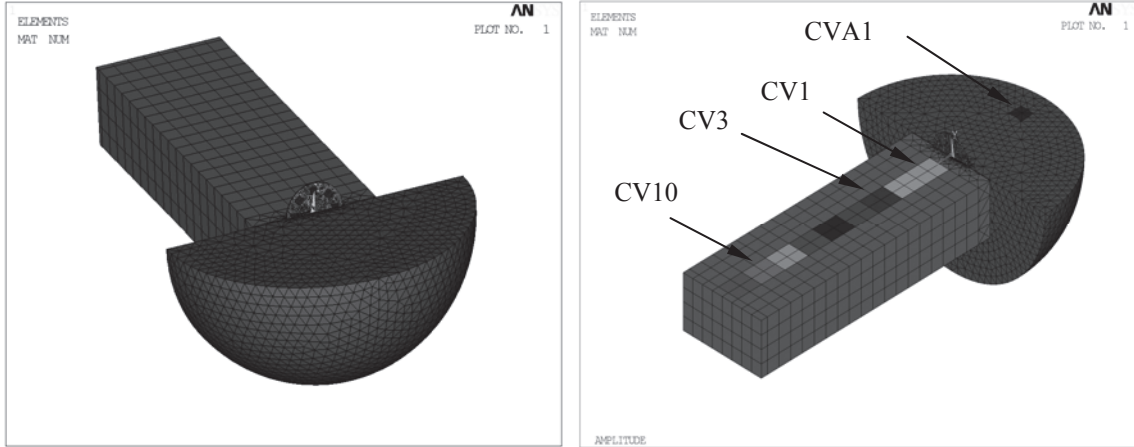 ELEMENTS
MAT NUM
AN
PLOT NO. 1
ELEMENTS
MAT NUM
AN
PLOT NO. 1
CVA1
CV1
CV3
CV10
Y
AMPLITUDE